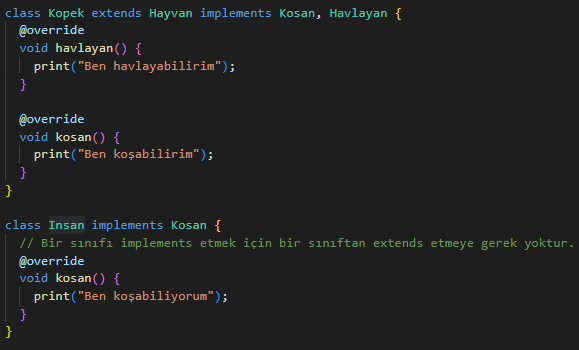 class Kopek extends Hayvan implements Kosan, Havlayan {
  @override
  void havlayan() {
    print("Ben havlayabilirim");
  }

  @override
  void kosan() {
    print("Ben koşabilirim");
  }
}

class Insan implements Kosan {
  // Bir sınıfı implements etmek için bir sınıftan extends etmeye gerek yoktur.
  @override
  void kosan() {
    print("Ben koşabiliyorum");
  }
}